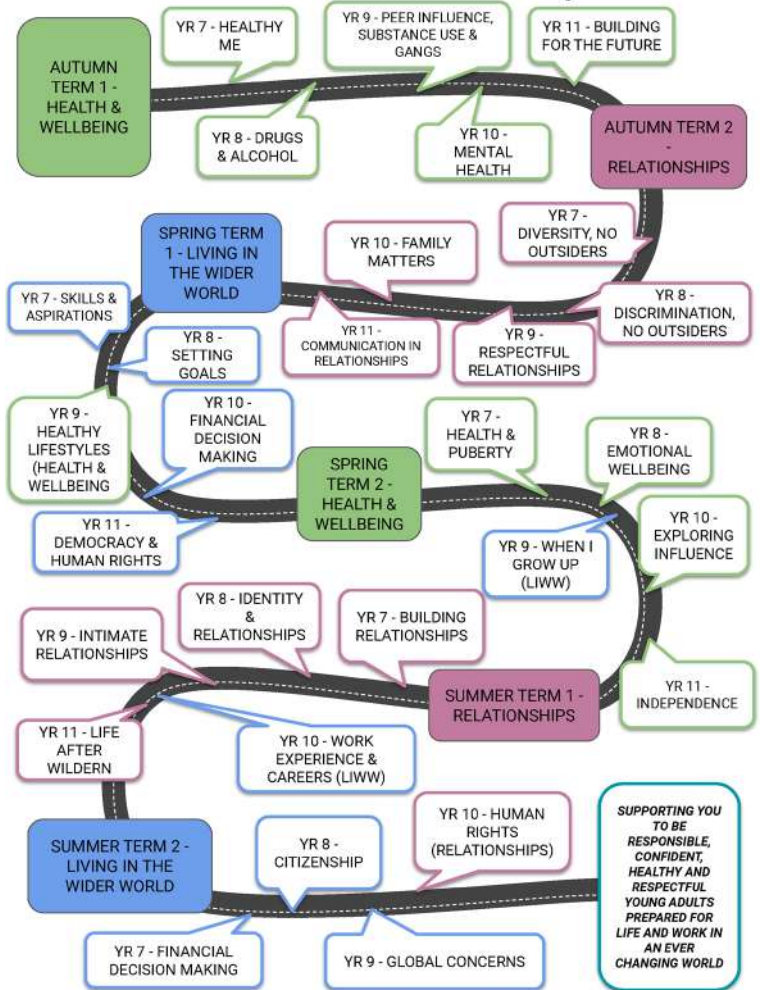 AUTUMN
TERM 1 -
HEALTH &
WELLBEING
YR 7 - HEALTHY
ME
YR 9 - PEER INFLUENCE,
SUBSTANCE USE &
GANGS
YR 11 - BUILDING
FOR THE FUTURE
YR 8 - DRUGS
& ALCOHOL
YR 10 -
MENTAL
HEALTH
AUTUMN TERM 2
-
RELATIONSHIPS
YR 7 -
DIVERSITY, NO
OUTSIDERS
YR 8 -
DISCRIMINATION,
NO OUTSIDERS
YR 9 -
RESPECTFUL
RELATIONSHIPS
YR 10 - FAMILY
MATTERS
YR 11 -
COMMUNICATION IN
RELATIONSHIPS
SPRING TERM
1 - LIVING IN
THE WIDER
WORLD
YR 7 - SKILLS &
ASPIRATIONS
YR 8 -
SETTING
GOALS
YR 9 -
HEALTHY
LIFESTYLES
(HEALTH &
WELLBEING
YR 10 -
FINANCIAL
DECISION
MAKING
YR 11 -
DEMOCRACY &
HUMAN RIGHTS
SPRING
TERM 2 -
HEALTH &
WELLBEING
YR 7 -
HEALTH &
PUBERTY
YR 8 -
EMOTIONAL
WELLBEING
YR 9 - WHEN I
GROW UP
(LIWW)
YR 10 -
EXPLORING
INFLUENCE
YR 11 -
INDEPENDENCE
SUMMER TERM 1 -
RELATIONSHIPS
YR 7 - BUILDING
RELATIONSHIPS
YR 8 - IDENTITY
&
RELATIONSHIPS
YR 9 - INTIMATE
RELATIONSHIPS
YR 10 - WORK
EXPERIENCE &
CAREERS (LIWW)
YR 11 - LIFE
AFTER
WILDERN
SUMMER TERM 2 -
LIVING IN THE
WIDER WORLD
YR 7 - FINANCIAL
DECISION MAKING
YR 8 -
CITIZENSHIP
YR 9 - GLOBAL CONCERNS
YR 10 - HUMAN
RIGHTS
(RELATIONSHIPS)
SUPPORTING YOU
TO BE
RESPONSIBLE,
CONFIDENT,
HEALTHY AND
RESPECTFUL
YOUNG ADULTS
PREPARED FOR
LIFE AND WORK IN
AN EVER
CHANGING WORLD